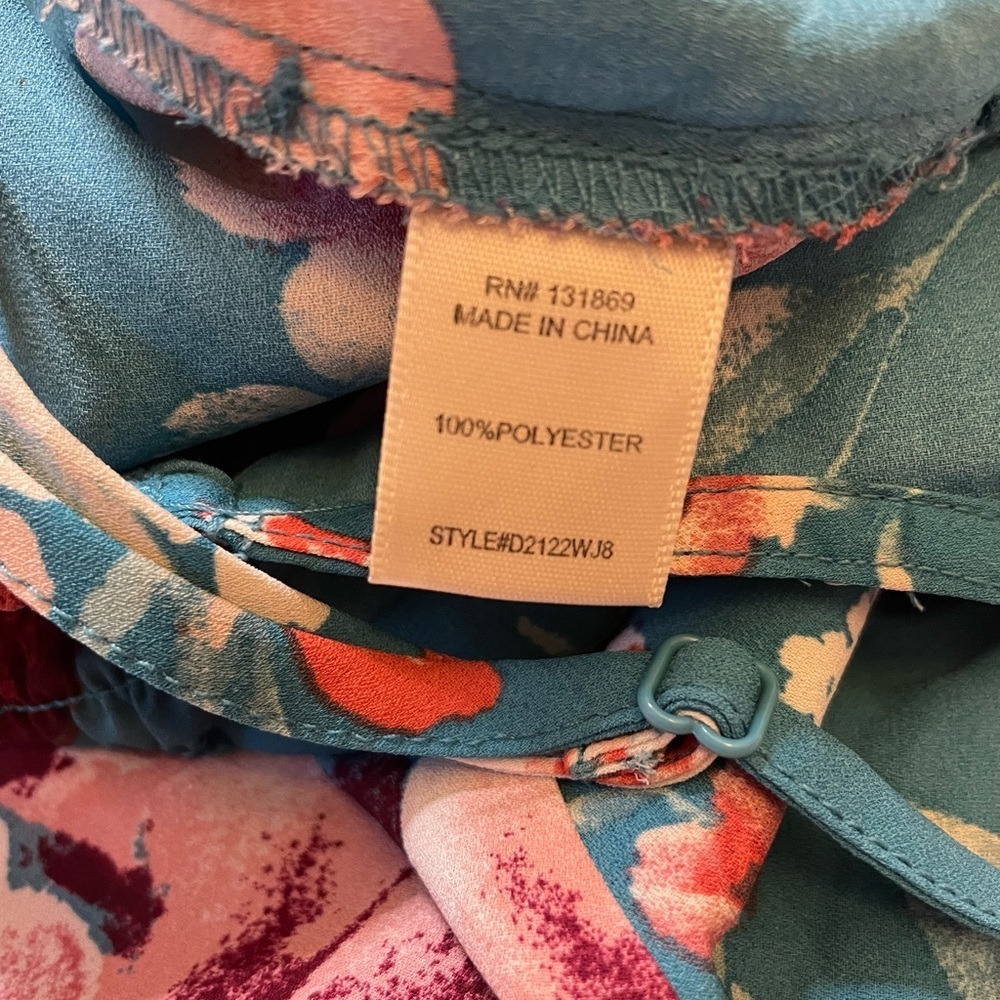 RN# 131869
MADE IN CHINA
100%POLYESTER
STYLE#D2122WJ8